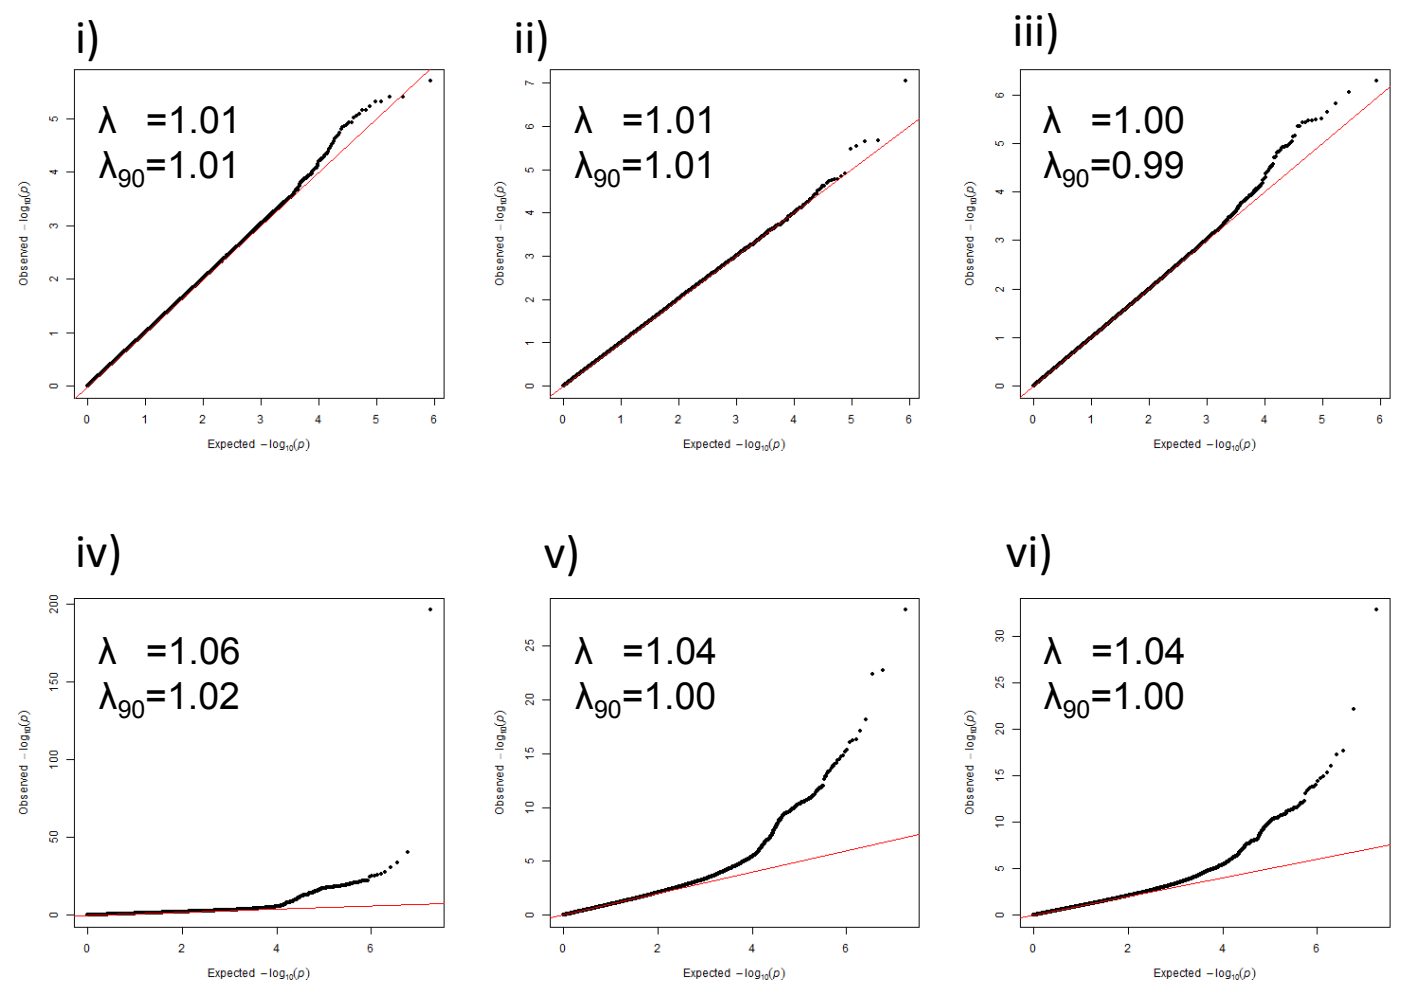 i)
λ =1.01
λ90=1.01
Observed −log10(p)
0 1 2 3 4 5
0 1 2 3 4 5 6
Expected −log10(p)
ii)
λ =1.01
λ90=1.01
Observed −log10(p)
0 1 2 3 4 5 6 7
0 1 2 3 4 5 6
Expected −log10(p)
iii)
λ =1.00
λ90=0.99
Observed −log10(p)
0 1 2 3 4 5 6
0 1 2 3 4 5 6
Expected −log10(p)
iv)
λ =1.06
λ90=1.02
Observed −log10(p)
0 50 100 150 200
0 2 4 6
Expected −log10(p)
v)
λ =1.04
λ90=1.00
Observed −log10(p)
0 5 10 15 20 25
0 2 4 6
Expected −log10(p)
vi)
λ =1.04
λ90=1.00
Observed −log10(p)
0 5 10 15 20 25 30
0 2 4 6
Expected −log10(p)